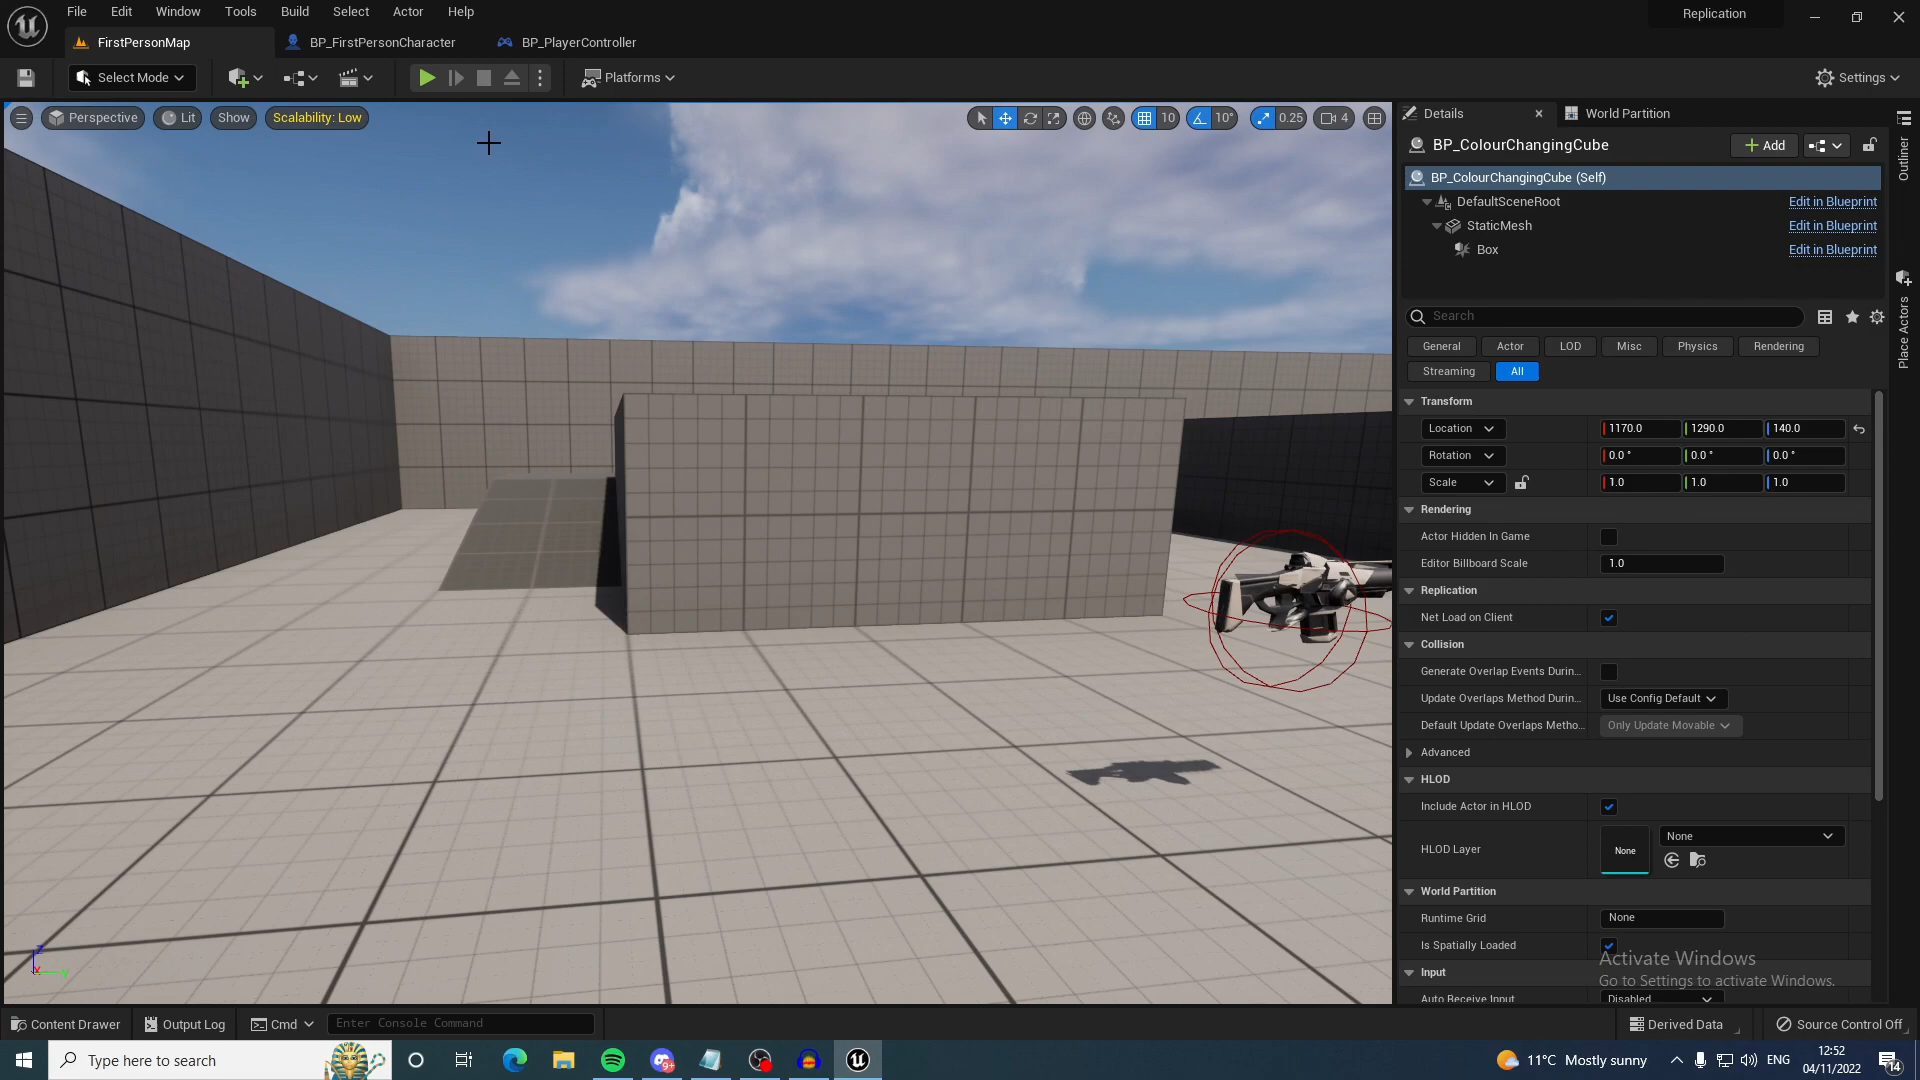 File Edit Window Tools Build Select Actor Help
Replication
FirstPersonMap
BP_FirstPersonCharacter
BP_PlayerController
Select Mode
Platforms
Settings
Perspective
Lit
Show
Scalability: Low
10
10°
0.25
4
Details
World Partition
Outliner
Place Actors
BP_ColourChangingCube
Add
BP_ColourChangingCube (Self)
DefaultSceneRoot
Edit in Blueprint
StaticMesh
Edit in Blueprint
Box
Edit in Blueprint
Search
General Actor LOD Misc Physics Rendering
Streaming All
Transform
Location 1170.0 1290.0 140.0
Rotation 0.0 ° 0.0 ° 0.0 °
Scale 1.0 1.0 1.0
Rendering
Actor Hidden In Game
Editor Billboard Scale 1.0
Replication
Net Load on Client
Collision
Generate Overlap Events Durin...
Update Overlaps Method Durin... Use Config Default
Default Update Overlaps Metho... Only Update Movable
Advanced
HLOD
Include Actor in HLOD
HLOD Layer None None
World Partition
Runtime Grid None
Is Spatially Loaded
Activate Windows
Go to Settings to activate Windows.
Input
Auto Receive Input Disabled
Z
X
Y
Content Drawer
Output Log
Cmd
Enter Console Command
Derived Data
Source Control Off
Type here to search
9+
11°C Mostly sunny
ENG
12:52
04/11/2022
14